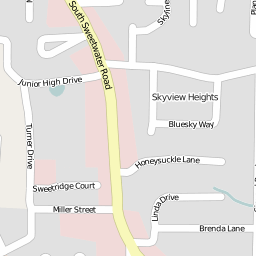 South Sweetwater Road
Skyfine
Junior High Drive
Skyview Heights
Turner Drive
Bluesky Way
Honeysuckle Lane
Sweetridge Court
Linda Drive
Miller Street
Brenda Lane